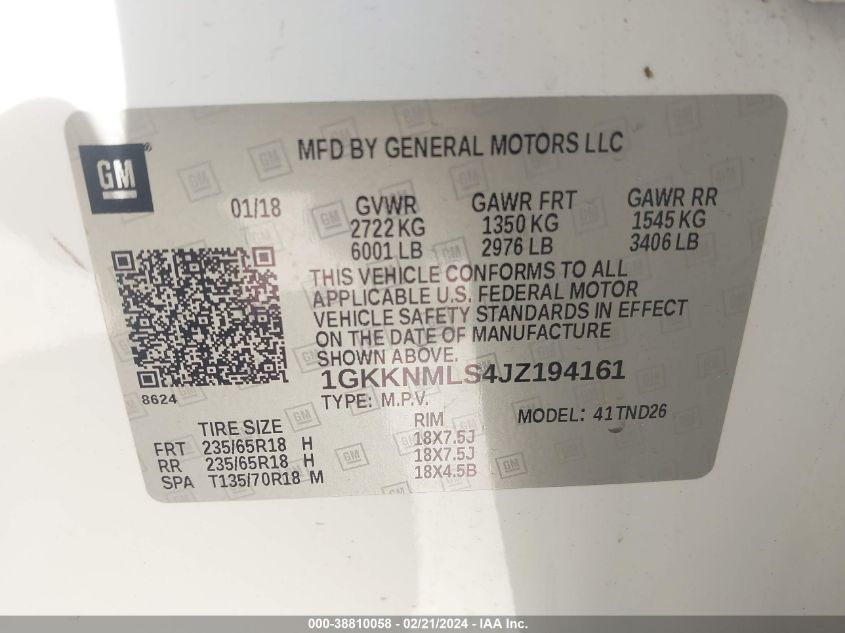 GM
MFD BY GENERAL MOTORS LLC
01/18
GVWR GAWR FRT GAWR RR
2722 KG 1350 KG 1545 KG
6001 LB 2976 LB 3406 LB
THIS VEHICLE CONFORMS TO ALL
APPLICABLE U.S. FEDERAL MOTOR
VEHICLE SAFETY STANDARDS IN EFFECT
ON THE DATE OF MANUFACTURE
SHOWN ABOVE.
1GKKNMLS4JZ194161
8624
TYPE: M.P.V.
MODEL: 41TND26
TIRE SIZE RIM
FRT 235/65R18 H 18X7.5J
RR 235/65R18 H 18X7.5J
SPA T135/70R18 M 18X4.5B
000-38810058 - 02/21/2024 - IAA Inc.